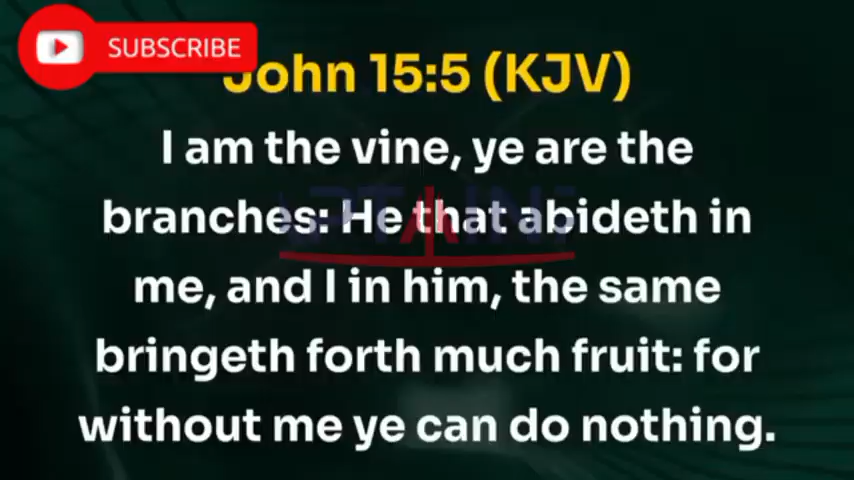 SUBSCRIBE
John 15:5 (KJV)
I am the vine, ye are the
branches: He that abideth in
me, and I in him, the same
bringeth forth much fruit: for
without me ye can do nothing.